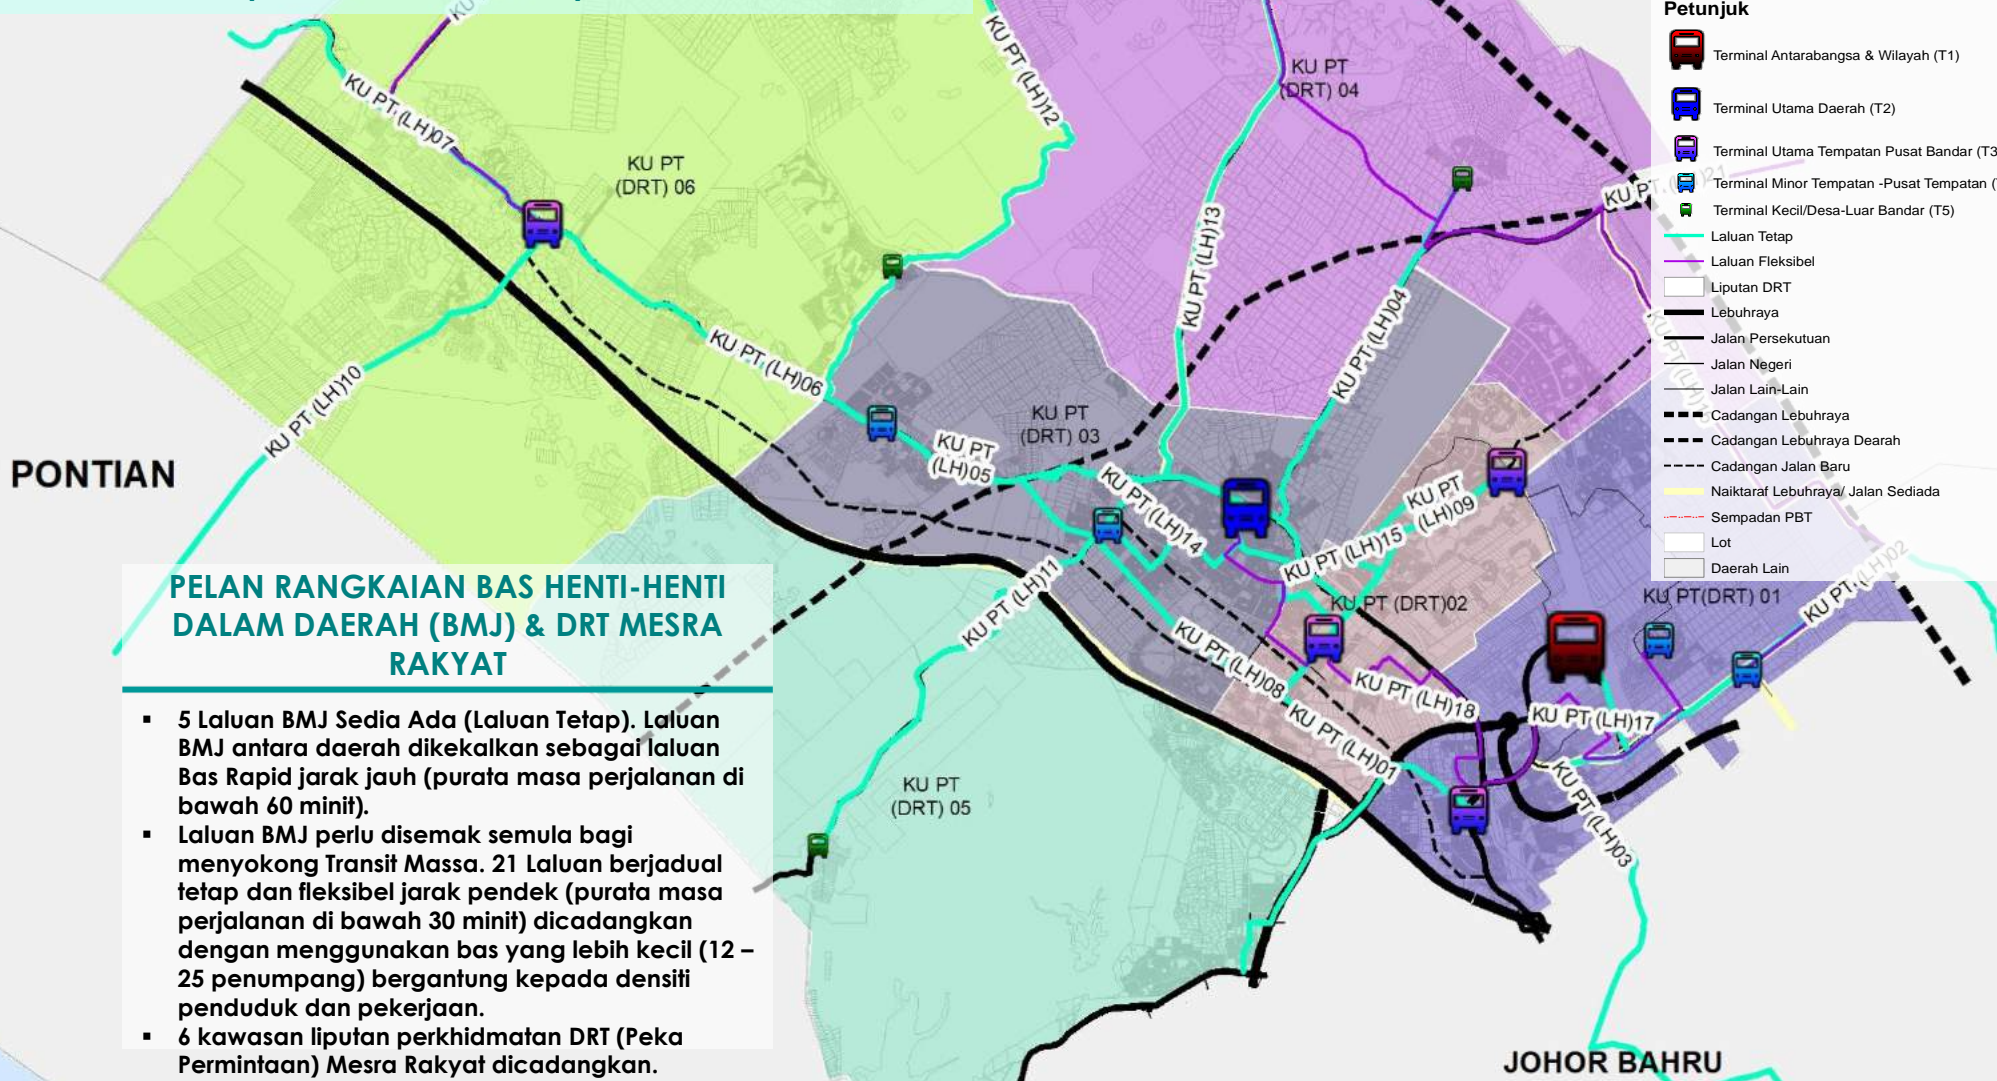 KU PT (LH)12
KU PT
(DRT) 04
KU PT (LH)07
KU PT
(DRT) 06
KU PT (LH)13
KU PT (LH)04
KU PT (LH)06
KU PT (LH)10
KU PT
(DRT) 03
KU PT
(LH)05
KU PT (LH)14
KU PT
(LH)09
KU PT (LH)15
PONTIAN
KU PT (LH)11
KU PT (DRT)02
KU PT(DRT) 01
KU PT (LH)02
KU PT (LH)08
KU PT (LH)18
KU PT (LH)17
KU PT (LH)01
KU PT (LH)03
KU PT
(DRT) 05
JOHOR BAHRU
Petunjuk
Terminal Antarabangsa & Wilayah (T1)
Terminal Utama Daerah (T2)
Terminal Utama Tempatan Pusat Bandar (T3
Terminal Minor Tempatan -Pusat Tempatan (
Terminal Kecil/Desa-Luar Bandar (T5)
Laluan Tetap
Laluan Fleksibel
Liputan DRT
Lebuhraya
Jalan Persekutuan
Jalan Negeri
Jalan Lain-Lain
Cadangan Lebuhraya
Cadangan Lebuhraya Dearah
Cadangan Jalan Baru
Naiktaraf Lebuhraya/ Jalan Sediada
Sempadan PBT
Lot
Daerah Lain
PELAN RANGKAIAN BAS HENTI-HENTI
DALAM DAERAH (BMJ) & DRT MESRA
RAKYAT
▪ 5 Laluan BMJ Sedia Ada (Laluan Tetap). Laluan
BMJ antara daerah dikekalkan sebagai laluan
Bas Rapid jarak jauh (purata masa perjalanan di
bawah 60 minit).
▪ Laluan BMJ perlu disemak semula bagi
menyokong Transit Massa. 21 Laluan berjadual
tetap dan fleksibel jarak pendek (purata masa
perjalanan di bawah 30 minit) dicadangkan
dengan menggunakan bas yang lebih kecil (12 –
25 penumpang) bergantung kepada densiti
penduduk dan pekerjaan.
▪ 6 kawasan liputan perkhidmatan DRT (Peka
Permintaan) Mesra Rakyat dicadangkan.